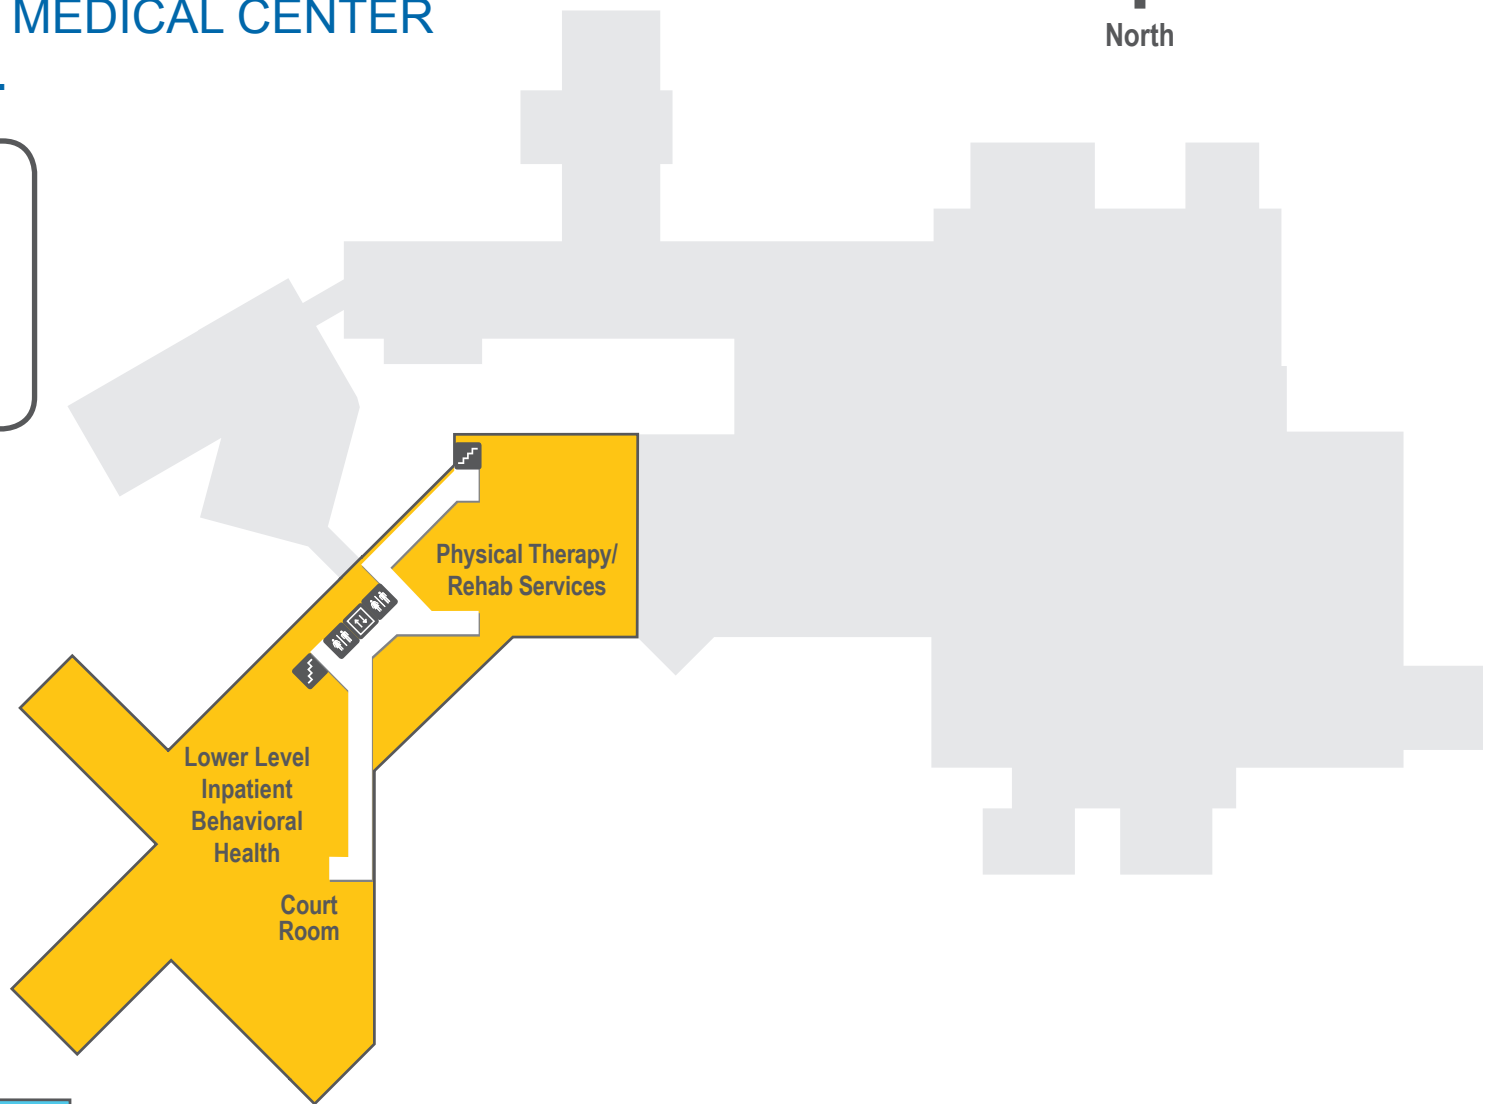 MEDICAL CENTER
North
Physical Therapy/
Rehab Services
Lower Level
Inpatient
Behavioral
Health
Court
Room